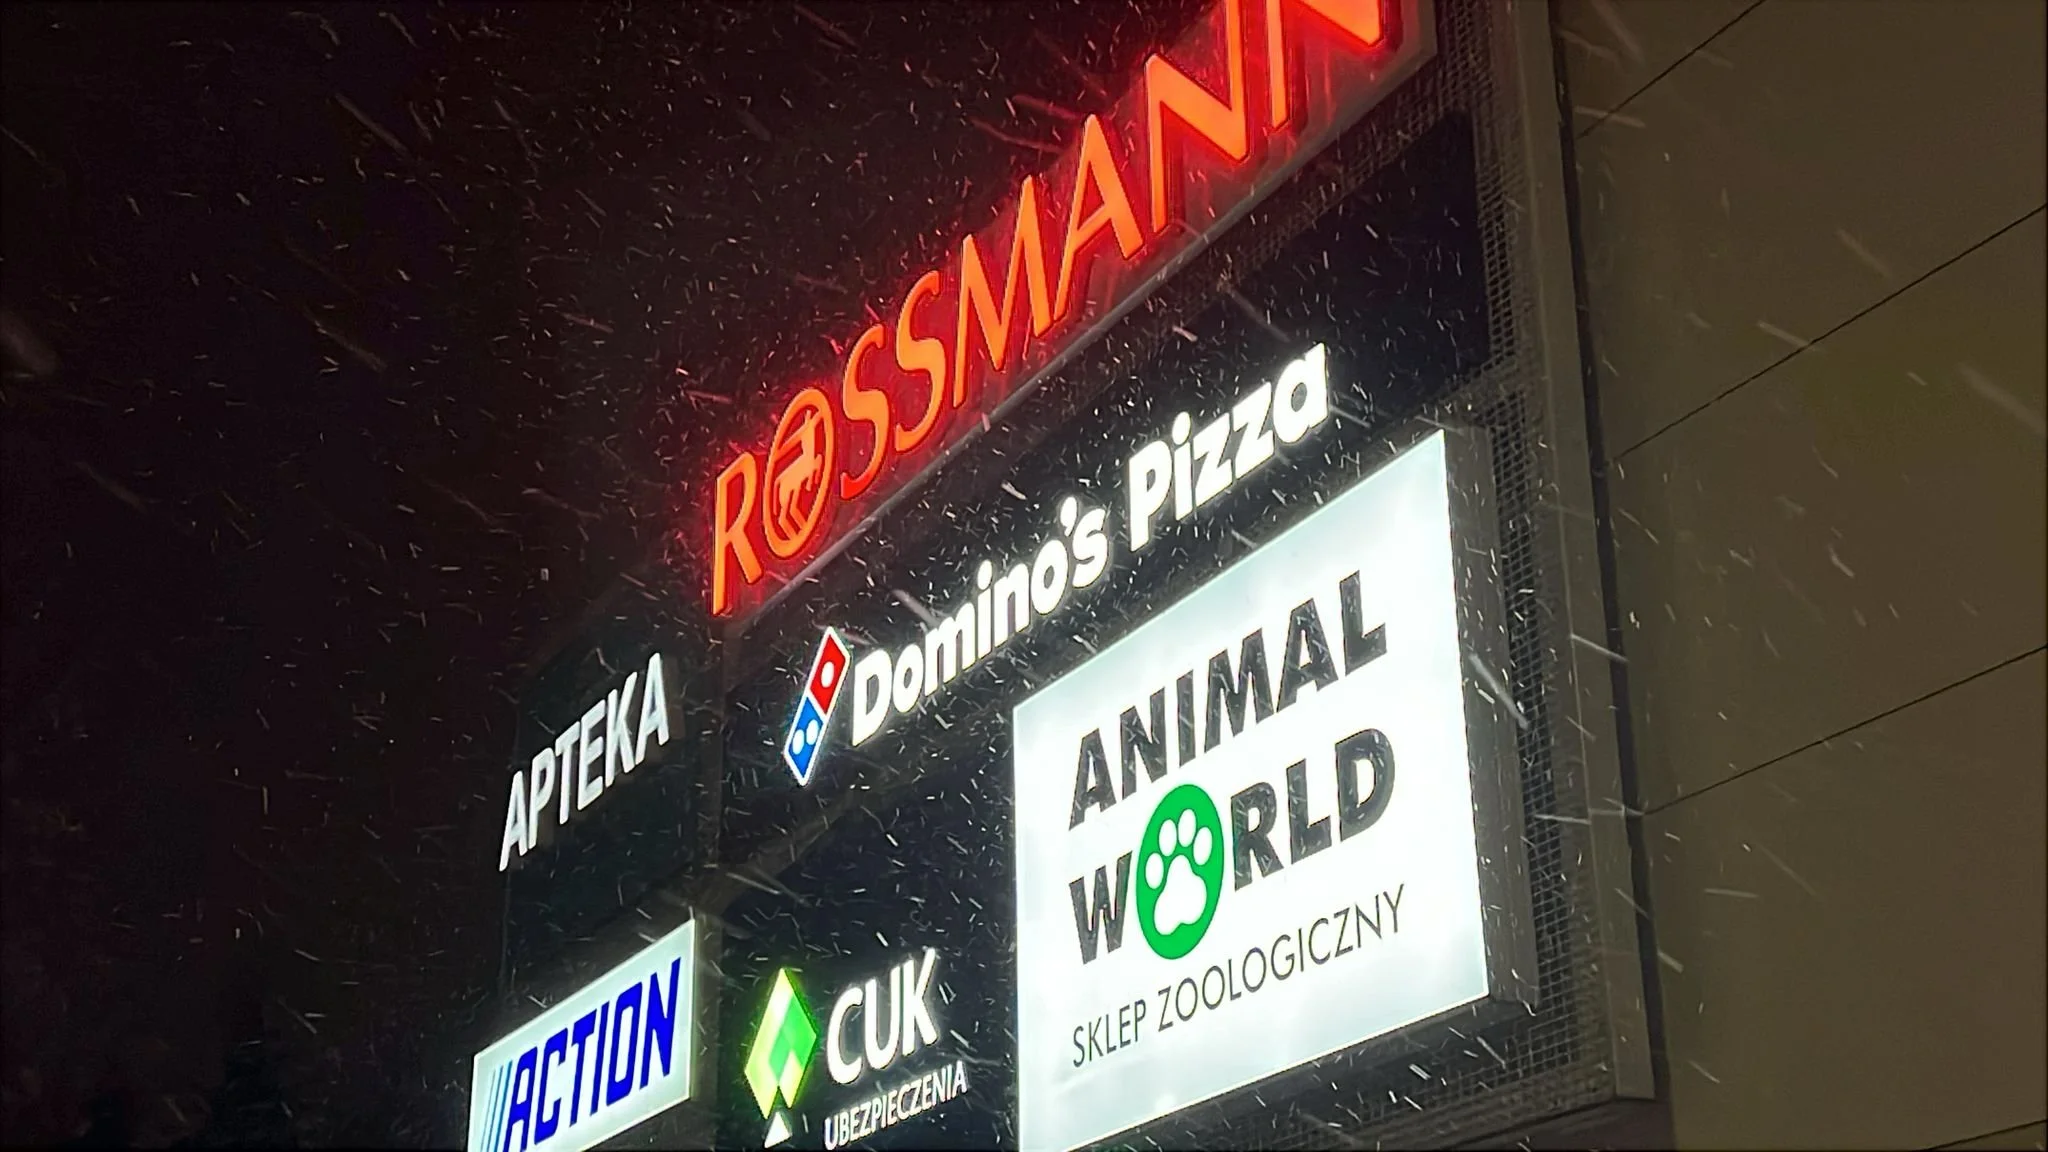 ROSSMANN
Domino's Pizza
APTEKA
ANIMAL
WORLD
SKLEP ZOOLOGICZNY
ACTION
CUK
UBEZPIECZENIA